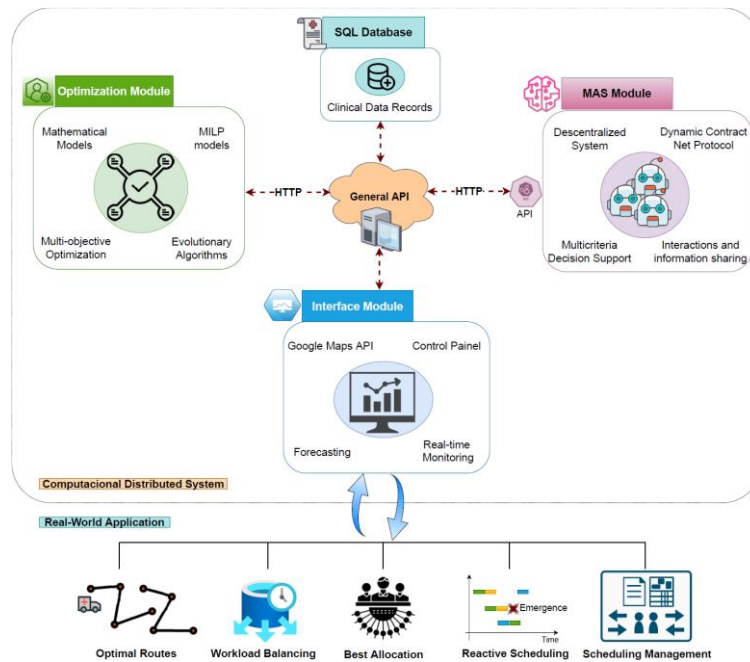 SQL Database
Clinical Data Records
Optimization Module
Mathematical
Models
MILP
models
Multi-objective
Optimization
Evolutionary
Algorithms
HTTP
General API
HTTP
API
MAS Module
Descentralized
System
Dynamic Contract
Net Protocol
Multicriteria
Decision Support
Interactions and
information sharing
Interface Module
Google Maps API
Control Painel
Forecasting
Real-time
Monitoring
Computacional Distributed System
Real-World Application
Emergence
Time
Optimal Routes
Workload Balancing
Best Allocation
Reactive Scheduling
Scheduling Management